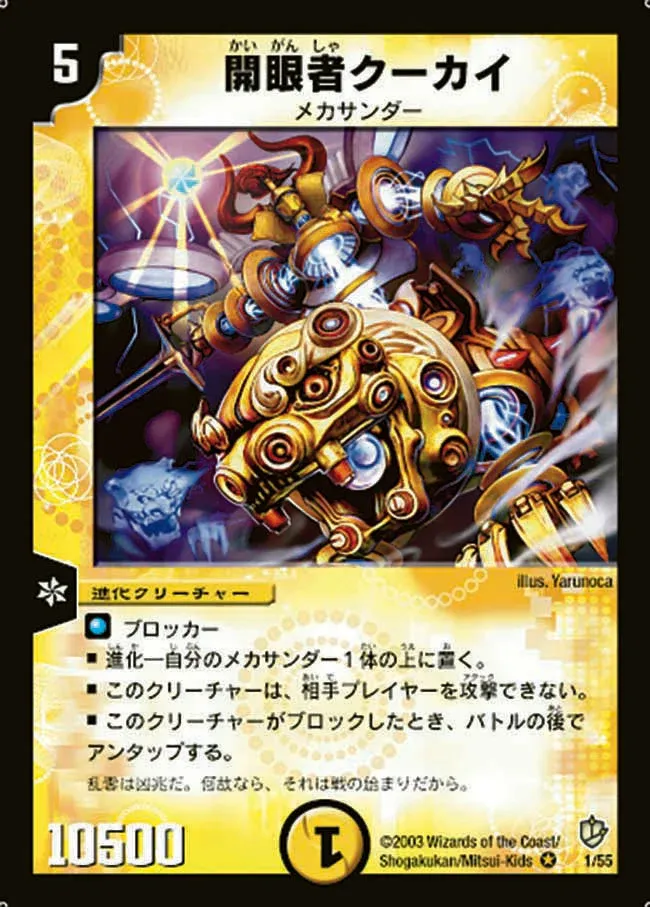 5
かいがんしゃ
開眼者クーカイ
メカサンダー
illus. Yarunoca
進化クリーチャー
ブロッカー
■ 進化—自分のメカサンダー1体の上に置く。
■ このクリーチャーは、相手プレイヤーを攻撃できない。
■ このクリーチャーがブロックしたとき、バトルの後で
アンタップする。
乱雲は凶兆だ。何故なら、それは戦の始まりだから。
10500
1
©2003 Wizards of the Coast/
Shogakukan/Mitsui-Kids
1/55